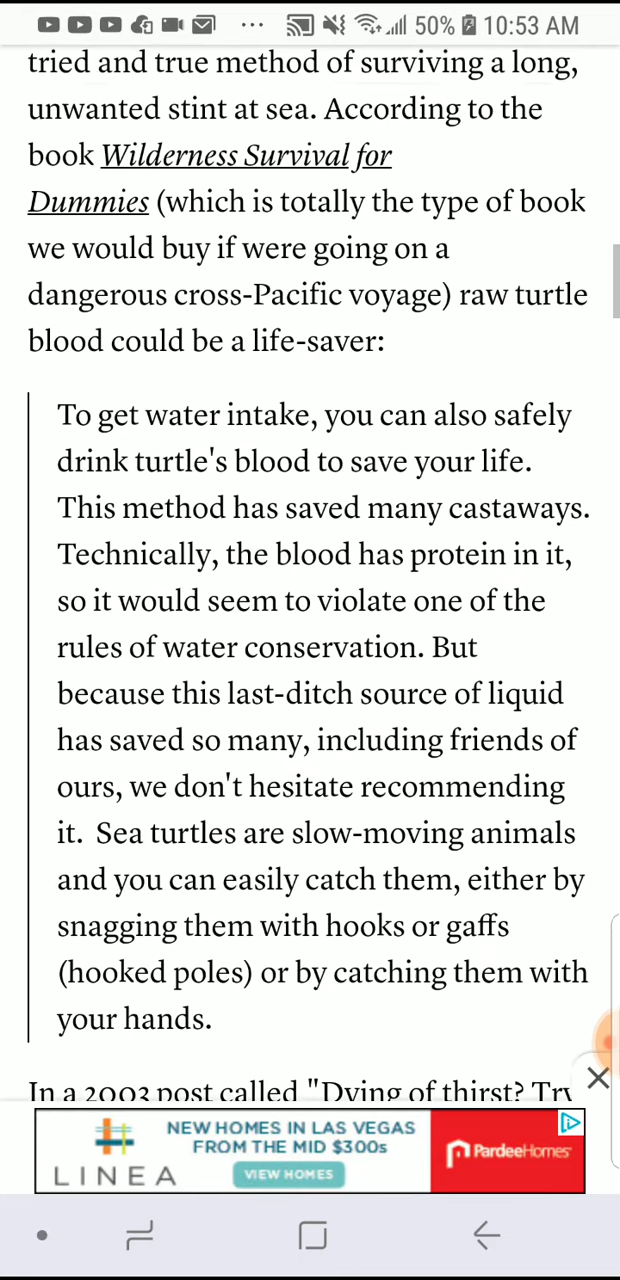 50% 10:53 AM
tried and true method of surviving a long,
unwanted stint at sea. According to the
book Wilderness Survival for
Dummies (which is totally the type of book
we would buy if were going on a
dangerous cross-Pacific voyage) raw turtle
blood could be a life-saver:
To get water intake, you can also safely
drink turtle's blood to save your life.
This method has saved many castaways.
Technically, the blood has protein in it,
so it would seem to violate one of the
rules of water conservation. But
because this last-ditch source of liquid
has saved so many, including friends of
ours, we don't hesitate recommending
it. Sea turtles are slow-moving animals
and you can easily catch them, either by
snagging them with hooks or gaffs
(hooked poles) or by catching them with
your hands.
In a 2003 post called "Dying of thirst? Try
NEW HOMES IN LAS VEGAS
FROM THE MID $300s
VIEW HOMES
LINEA
PardeeHomes